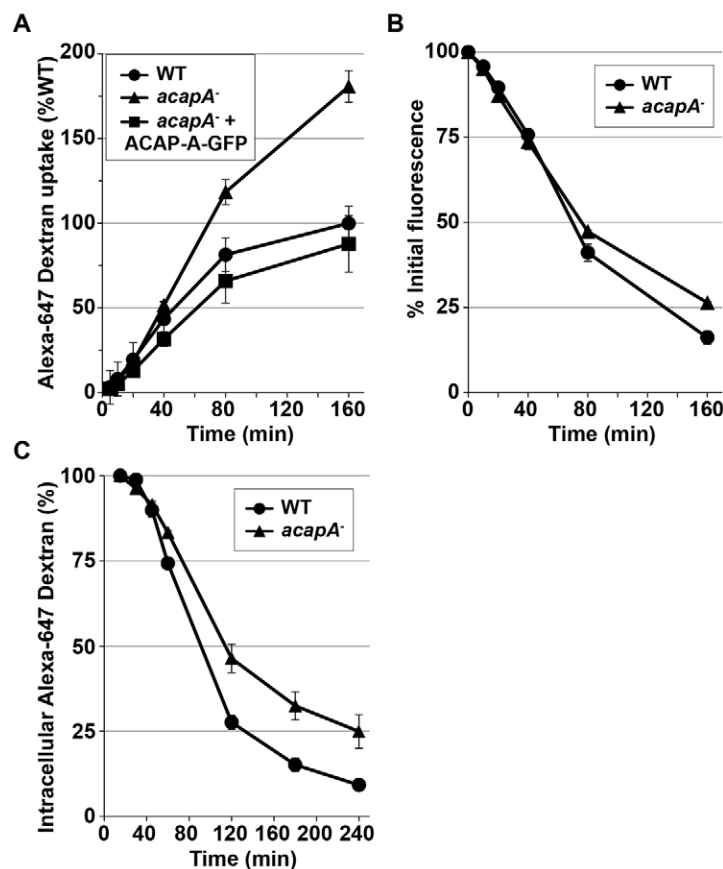 A
Alexa-647 Dextran uptake (%WT)
200
150
100
50
0
WT
acapA-
acapA- +
ACAP-A-GFP
0 40 80 120 160
Time (min)
B
% Initial fluorescence
100
75
50
25
0
WT
acapA-
0 40 80 120 160
Time (min)
C
Intracellular Alexa-647 Dextran (%)
100
75
50
25
0
WT
acapA-
0 40 80 120 160 200 240
Time (min)